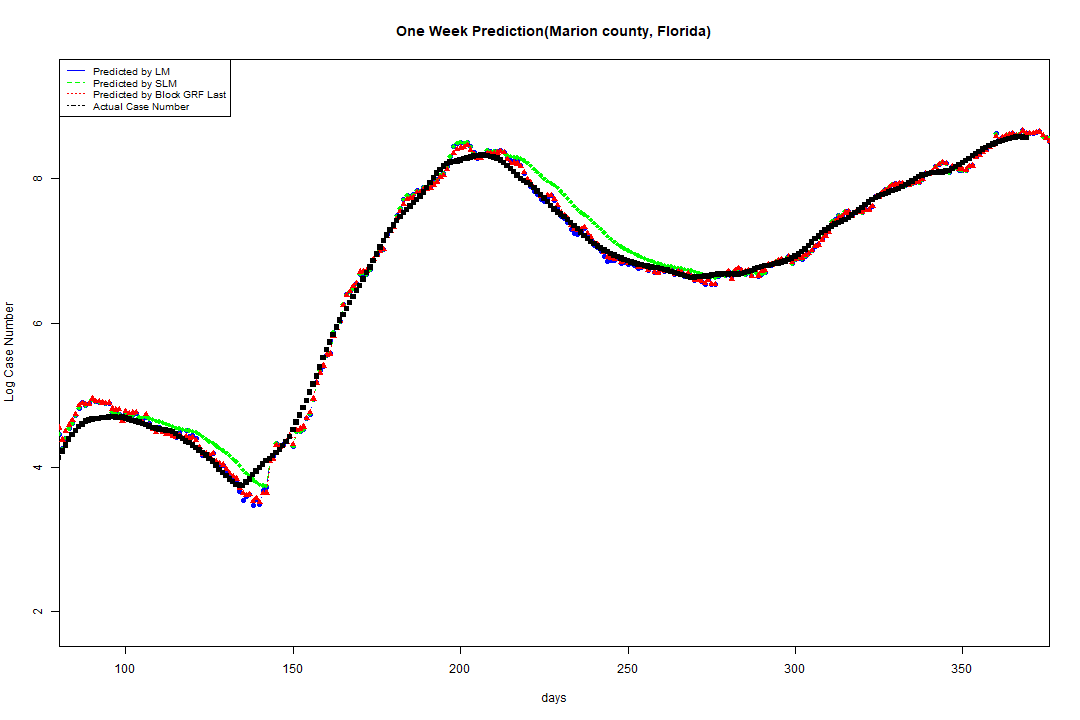 One Week Prediction(Marion county, Florida)
Predicted by LM
Predicted by SLM
Predicted by Block GRF Last
Actual Case Number
8
6
4
2
Log Case Number
100 150 200 250 300 350
days